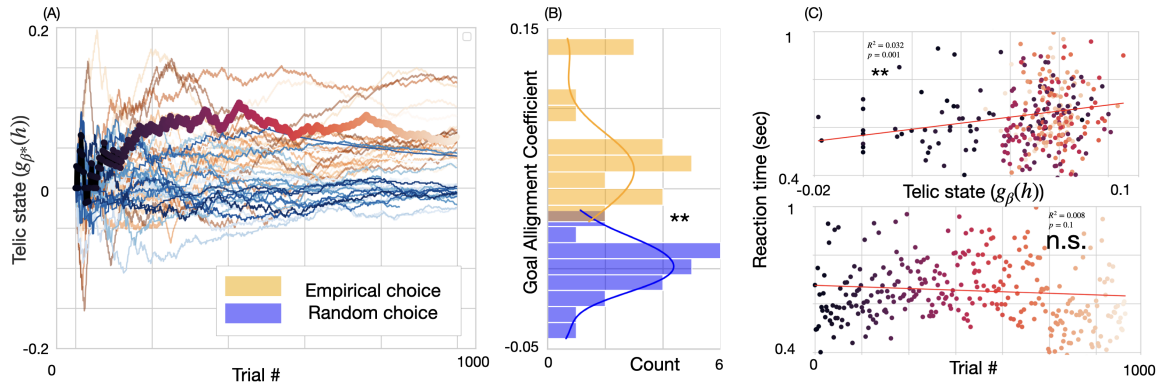 (A)
0.2
0
-0.2
Telic state (gβ*(h))
Empirical choice
Random choice
Trial #
1000
(B)
0.15
-0.05
Goal Alignment Coefficient
**
0
Count
6
(C)
1
R² = 0.032
p = 0.001
**
0.4
-0.02
Telic state (gβ(h))
0.1
Reaction time (sec)
1
R² = 0.008
p = 0.1
n.s.
0.4
0
Trial #
1000